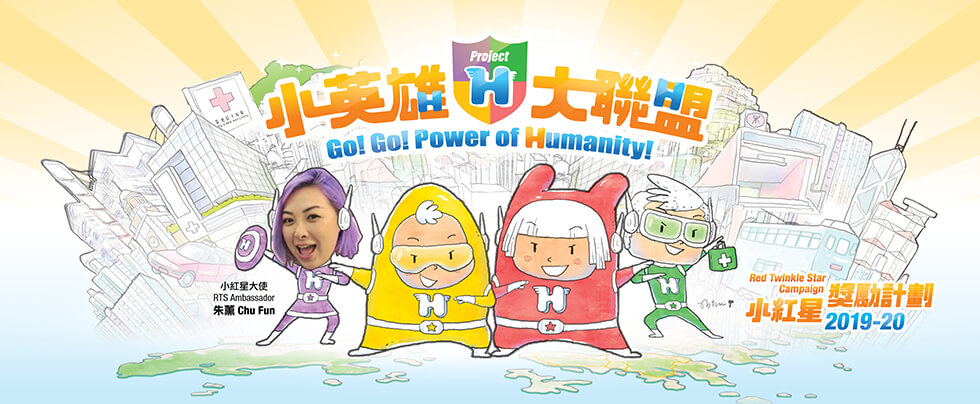 Project
小英雄 H 大聯盟
Go! Go! Power of Humanity!
小紅星大使
RTS Ambassador
朱薰 Chu Fun
H
H
H
H
H
Red Twinkle Star
Campaign
小紅星 獎勵計劃
2019-20